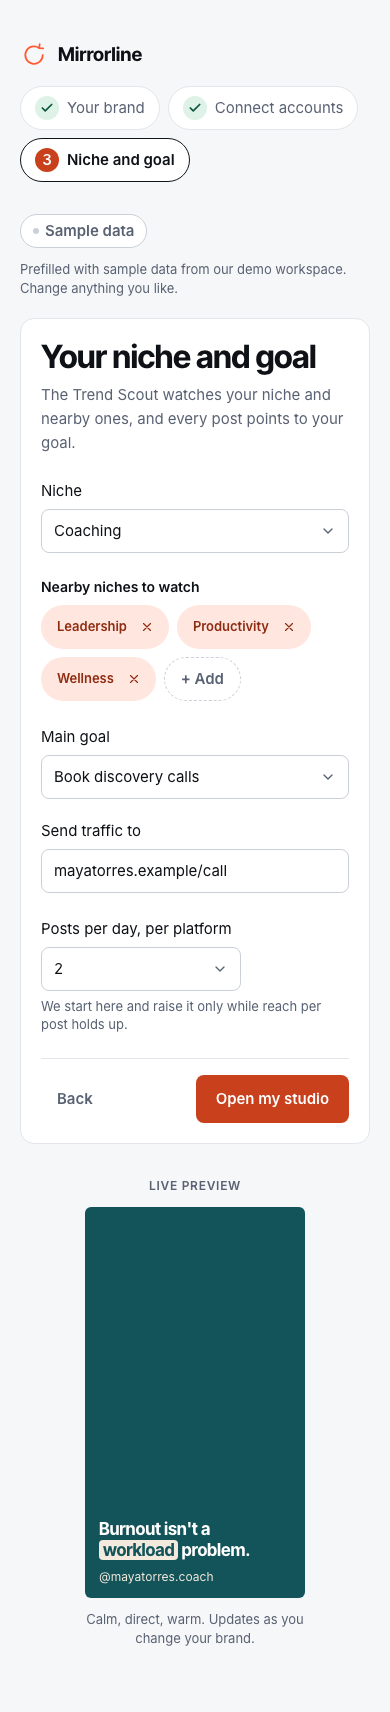 Mirrorline
Your brand
Connect accounts
3 Niche and goal
Sample data
Prefilled with sample data from our demo workspace.
Change anything you like.
Your niche and goal
The Trend Scout watches your niche and
nearby ones, and every post points to your
goal.
Niche
Coaching
Nearby niches to watch
Leadership ×
Productivity ×
Wellness ×
+ Add
Main goal
Book discovery calls
Send traffic to
mayatorres.example/call
Posts per day, per platform
2
We start here and raise it only while reach per
post holds up.
Back
Open my studio
LIVE PREVIEW
Burnout isn't a
workload problem.
@mayatorres.coach
Calm, direct, warm. Updates as you
change your brand.